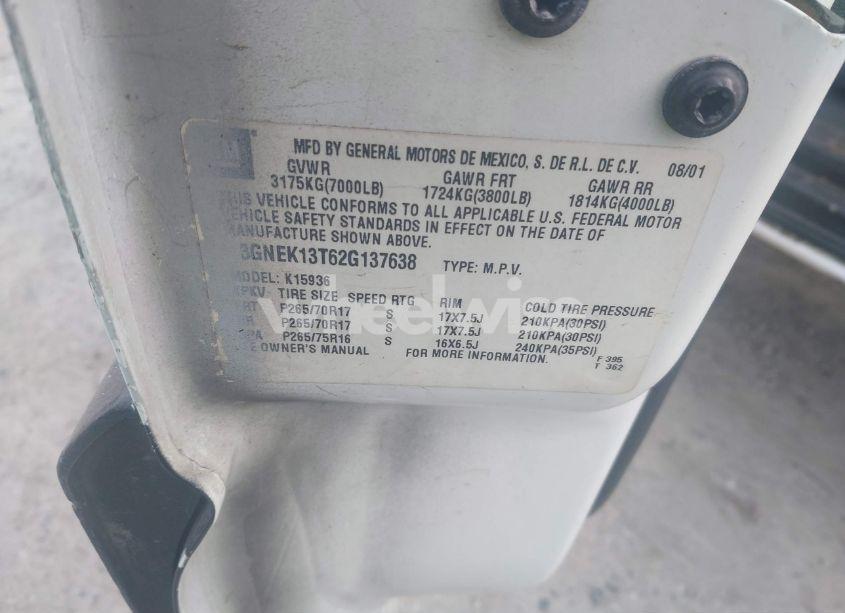 GM
MFD BY GENERAL MOTORS DE MEXICO, S. DE R.L. DE C.V. 08/01
GVWR GAWR FRT GAWR RR
3175KG(7000LB) 1724KG(3800LB) 1814KG(4000LB)
THIS VEHICLE CONFORMS TO ALL APPLICABLE U.S. FEDERAL MOTOR
VEHICLE SAFETY STANDARDS IN EFFECT ON THE DATE OF
MANUFACTURE SHOWN ABOVE.
3GNEK13T62G137638 TYPE: M.P.V.
MODEL: K15936
TIRE SIZE SPEED RTG RIM COLD TIRE PRESSURE
P265/70R17 S 17X7.5J 210KPA(30PSI)
P265/70R17 S 17X7.5J 210KPA(30PSI)
P265/75R16 S 16X6.5J 240KPA(35PSI)
OWNER'S MANUAL FOR MORE INFORMATION.
F 395
T 362